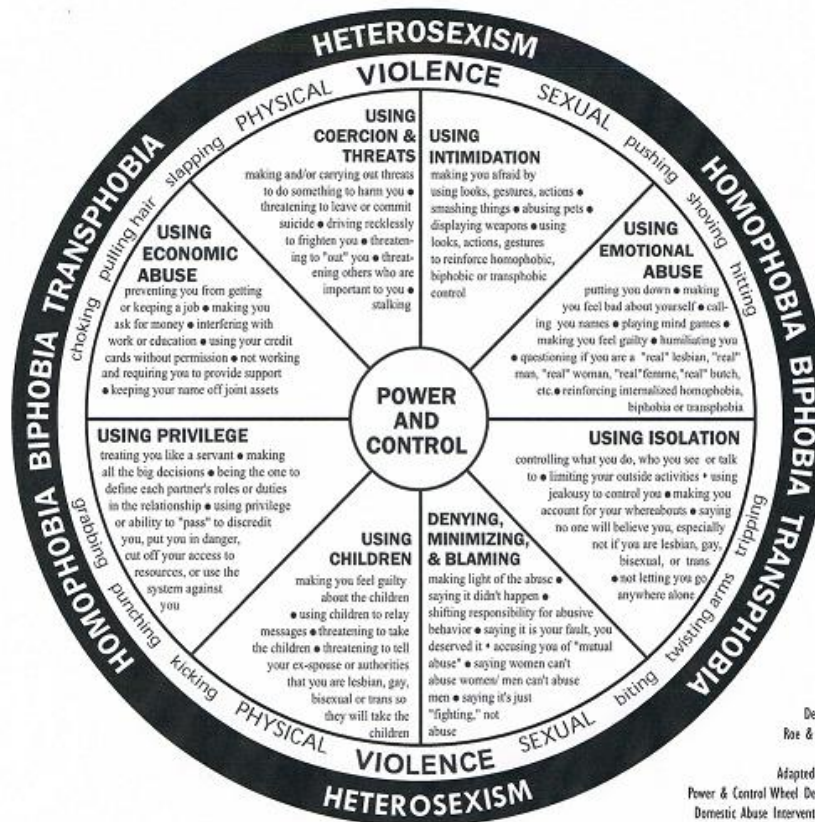 HETEROSEXISM
HOMOPHOBIA BIPHOBIA TRANSPHOBIA
HOMOPHOBIA BIPHOBIA TRANSPHOBIA
HETEROSEXISM
PHYSICAL VIOLENCE SEXUAL
pushing shoving hitting
slapping pulling hair choking
USING
COERCION &
THREATS
making and/or carrying out threats
to do something to harm you ●
threatening to leave or commit
suicide ● driving recklessly
to frighten you ● threaten-
ing to "out" you ● threat-
ening others who are
important to you ●
stalking
USING
INTIMIDATION
making you afraid by
using looks, gestures, actions ●
smashing things ● abusing pets ●
displaying weapons ● using
looks, actions, gestures
to reinforce homophobic,
biphobic or transphobic
control
USING
ECONOMIC
ABUSE
preventing you from getting
or keeping a job ● making you
ask for money ● interfering with
work or education ● using your credit
cards without permission ● not working
and requiring you to provide support
● keeping your name off joint assets
USING
EMOTIONAL
ABUSE
putting you down ● making
you feel bad about yourself ● call-
ing you names ● playing mind games ●
making you feel guilty ● humiliating you
● questioning if you are a "real" lesbian, "real"
man, "real" woman, "real"femme,"real" butch,
etc.● reinforcing internalized homophobia,
biphobia or transphobia
POWER
AND
CONTROL
USING PRIVILEGE
treating you like a servant ● making
all the big decisions ● being the one to
define each partner's roles or duties
in the relationship ● using privilege
or ability to "pass" to discredit
you, put you in danger,
cut off your access to
resources, or use the
system against
you
USING ISOLATION
controlling what you do, who you see or talk
to ● limiting your outside activities • using
jealousy to control you ● making you
account for your whereabouts ● saying
no one will believe you, especially
not if you are lesbian, gay,
bisexual, or trans
● not letting you go
anywhere alone
USING
CHILDREN
making you feel guilty
about the children
● using children to relay
messages ● threatening to take
the children ● threatening to tell
your ex-spouse or authorities
that you are lesbian, gay,
bisexual or trans so
they will take the
children
DENYING,
MINIMIZING,
& BLAMING
making light of the abuse ●
saying it didn't happen ●
shifting responsibility for abusive
behavior ● saying it is your fault, you
deserved it • accusing you of "mutual
abuse" ● saying women can't
abuse women/ men can't abuse
men ● saying it's just
"fighting," not
abuse
grabbing punching kicking
tripping twisting arms biting
PHYSICAL VIOLENCE SEXUAL
De
Roe &
Adapted
Power & Control Wheel De
Domestic Abuse Intervent